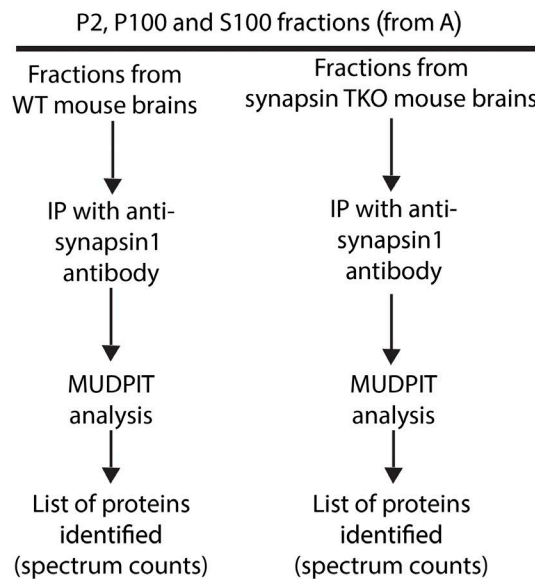 P2, P100 and S100 fractions (from A)
Fractions from
WT mouse brains
IP with anti-
synapsin1
antibody
MUDPIT
analysis
List of proteins
identified
(spectrum counts)
Fractions from
synapsin TKO mouse brains
IP with anti-
synapsin1
antibody
MUDPIT
analysis
List of proteins
identified
(spectrum counts)